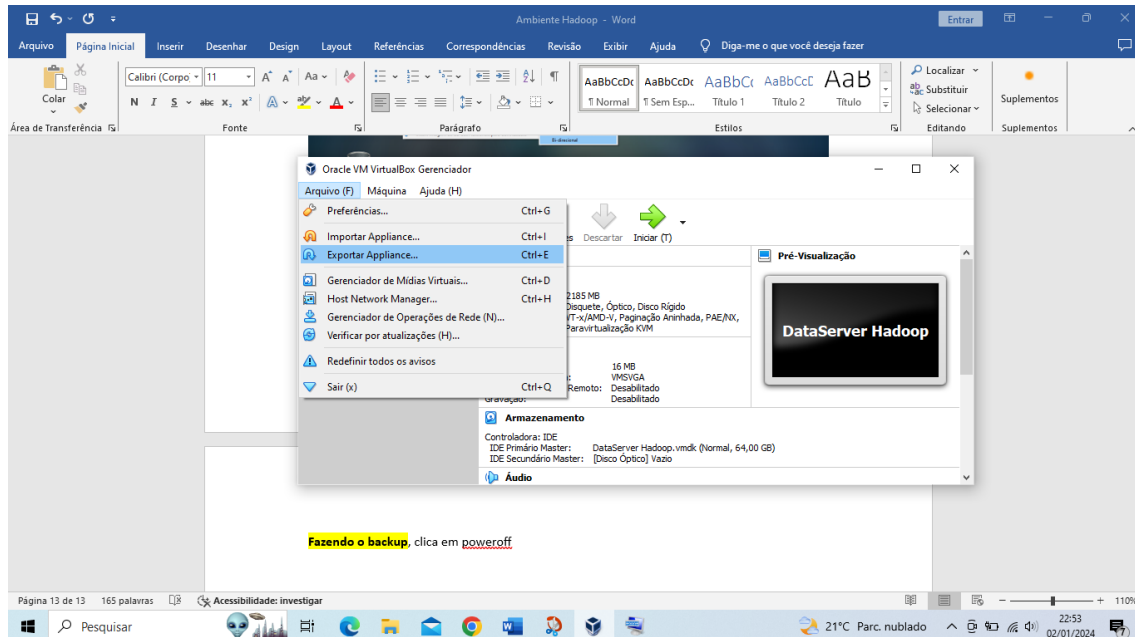 Ambiente Hadoop - Word
Entrar
Arquivo Página Inicial Inserir Desenhar Design Layout Referências Correspondências Revisão Exibir Ajuda Diga-me o que você deseja fazer
Colar
Calibri (Corpo) 11
N I S abc x, x²
Aa
A A
AaBbCcDc AaBbCcDc AaBbC( AaBbCcC AaB
¶ Normal ¶ Sem Esp... Título 1 Título 2 Título
Localizar
Substituir
Selecionar
Suplementos
Área de Transferência Fonte Parágrafo Estilos Editando Suplementos
Oracle VM VirtualBox Gerenciador
Arquivo (F) Máquina Ajuda (H)
Preferências... Ctrl+G
Importar Appliance... Ctrl+I
Exportar Appliance... Ctrl+E
Gerenciador de Mídias Virtuais... Ctrl+D
Host Network Manager... Ctrl+H
Gerenciador de Operações de Rede (N)...
Verificar por atualizações (H)...
Redefinir todos os avisos
Sair (x) Ctrl+Q
Descartar Iniciar (T)
Pré-Visualização
DataServer Hadoop
2185 MB
Disquete, Óptico, Disco Rígido
VT-x/AMD-V, Paginação Aninhada, PAE/NX,
Paravirtualização KVM
16 MB
VMSVGA
Remoto: Desabilitado
Gravação: Desabilitado
Armazenamento
Controladora: IDE
IDE Primário Master: DataServer Hadoop.vmdk (Normal, 64,00 GB)
IDE Secundário Master: [Disco Óptico] Vazio
Áudio
Fazendo o backup, clica em poweroff
Página 13 de 13 165 palavras Acessibilidade: investigar 110%
Pesquisar
21°C Parc. nublado
22:53
02/01/2024